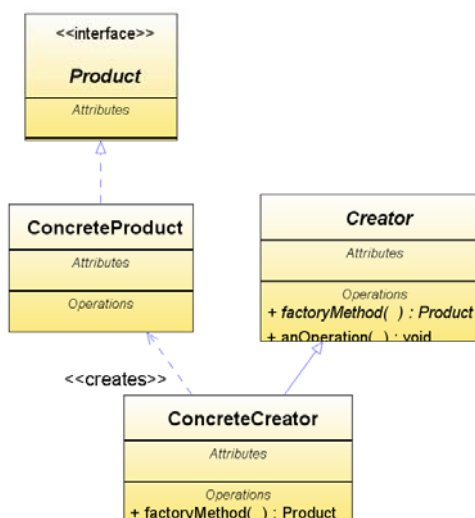 <<interface>>
Product
Attributes
ConcreteProduct
Attributes
Operations
Creator
Attributes
Operations
+ factoryMethod( ) : Product
+ anOperation( ) : void
<<creates>>
ConcreteCreator
Attributes
Operations
+ factoryMethod( ) : Product